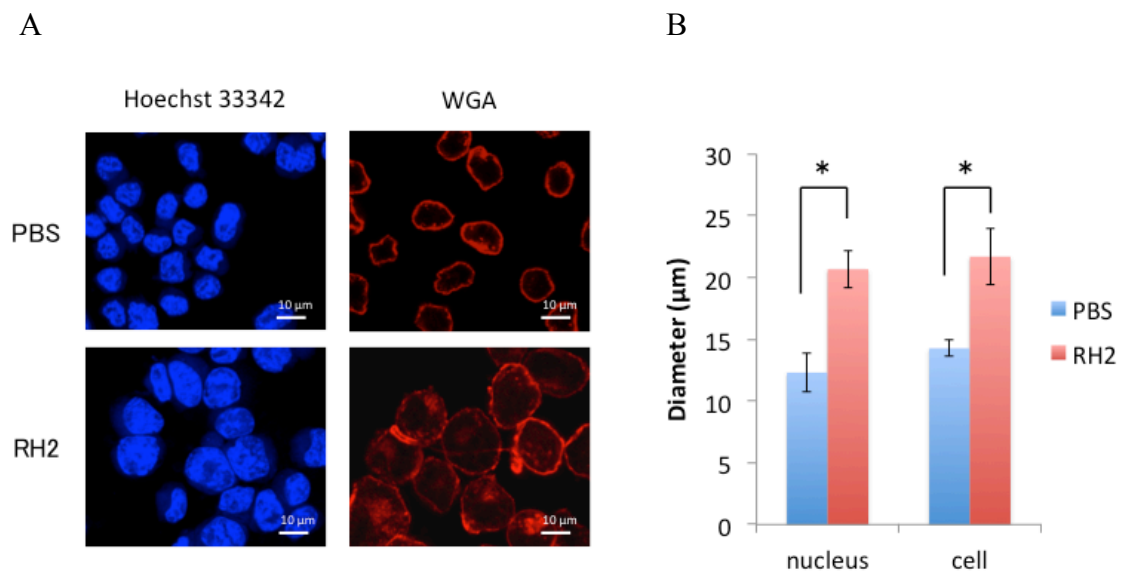 A
B
Hoechst 33342
WGA
PBS
10 μm
10 μm
RH2
10 μm
10 μm
Diameter (μm)
30
25
20
15
10
5
0
*
*
nucleus
cell
PBS
RH2